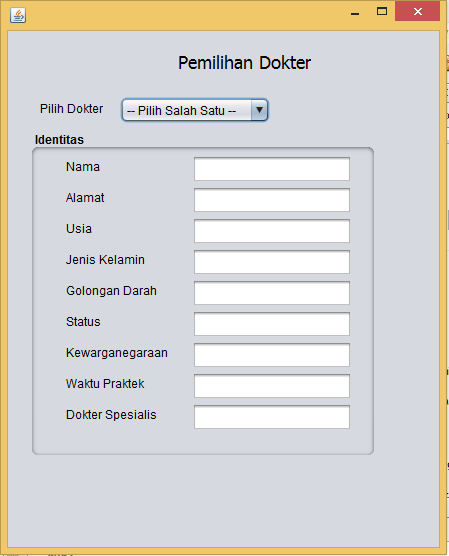 Pemilihan Dokter
Pilih Dokter -- Pilih Salah Satu --
Identitas
Nama
Alamat
Usia
Jenis Kelamin
Golongan Darah
Status
Kewarganegaraan
Waktu Praktek
Dokter Spesialis